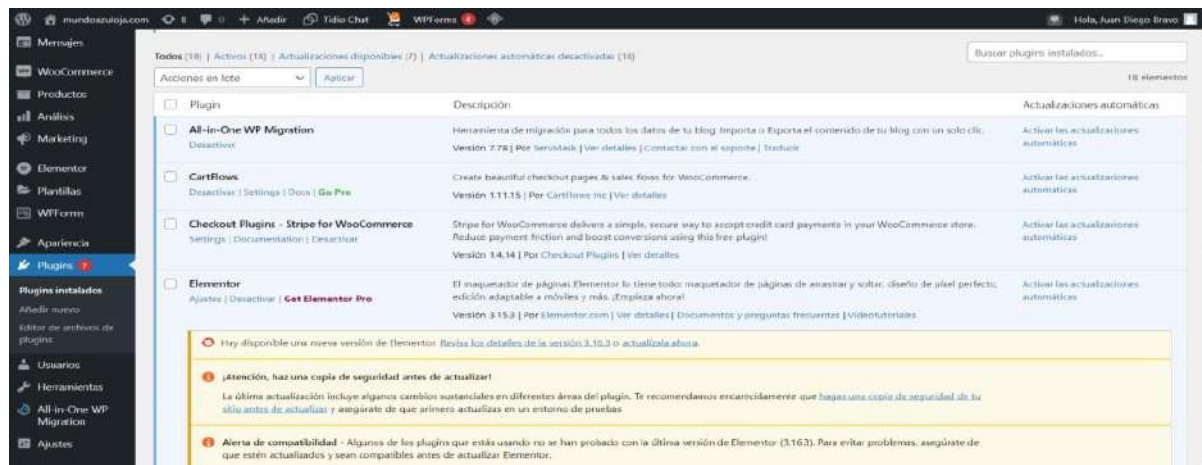 mundoazuloja.com 8 0 + Añadir Tidio Chat WPForms 4 Hola, Juan Diego Bravo
Mensajes
WooCommerce
Productos
Análisis
Marketing
Elementor
Plantillas
WPForm
Apariencia
Plugins 7
Plugins instalados
Añadir nuevo
Editor de archivos de
plugins
Usuarios
Herramientas
All-in-One WP
Migration
Ajustes
Todos (18) | Activos (18) | Actualizaciones disponibles (7) | Actualizaciones automáticas desactivadas (18)
Buscar plugins instalados...
Acciones en lote Aplicar
18 elementos
Plugin Descripción Actualizaciones automáticas
All-in-One WP Migration
Desactivar
Herramienta de migración para todos los datos de tu blog. Importa o Exporta el contenido de tu blog con un solo clic.
Versión 7.78 | Por ServMask | Ver detalles | Contactar con el soporte | Traducir
Activar las actualizaciones
automáticas
CartFlows
Desactivar | Settings | Docs | Go Pro
Create beautiful checkout pages & sales flows for WooCommerce.
Versión 1.11.15 | Por CartFlows Inc | Ver detalles
Activar las actualizaciones
automáticas
Checkout Plugins - Stripe for WooCommerce
Settings | Documentation | Desactivar
Stripe for WooCommerce delivers a simple, secure way to accept credit card payments in your WooCommerce store.
Reduce payment friction and boost conversions using this free plugin!
Versión 1.4.14 | Por Checkout Plugins | Ver detalles
Activar las actualizaciones
automáticas
Elementor
Ajustes | Desactivar | Get Elementor Pro
El maquetador de páginas Elementor lo tiene todo: maquetador de páginas de arrastrar y soltar, diseño de píxel perfecto,
edición adaptable a móviles y más. ¡Empieza ahora!
Versión 3.15.3 | Por Elementor.com | Ver detalles | Documentos y preguntas frecuentes | Videotutoriales
Activar las actualizaciones
automáticas
Hay disponible una nueva versión de Elementor. Revisa los detalles de la versión 3.16.3 o actualízala ahora.
¡Atención, haz una copia de seguridad antes de actualizar!
La última actualización incluye algunos cambios sustanciales en diferentes áreas del plugin. Te recomendamos encarecidamente que hagas una copia de seguridad de tu
sitio antes de actualizar y asegúrate de que primero actualizas en un entorno de pruebas
Alerta de compatibilidad - Algunos de los plugins que estás usando no se han probado con la última versión de Elementor (3.16.3). Para evitar problemas, asegúrate de
que estén actualizados y sean compatibles antes de actualizar Elementor.